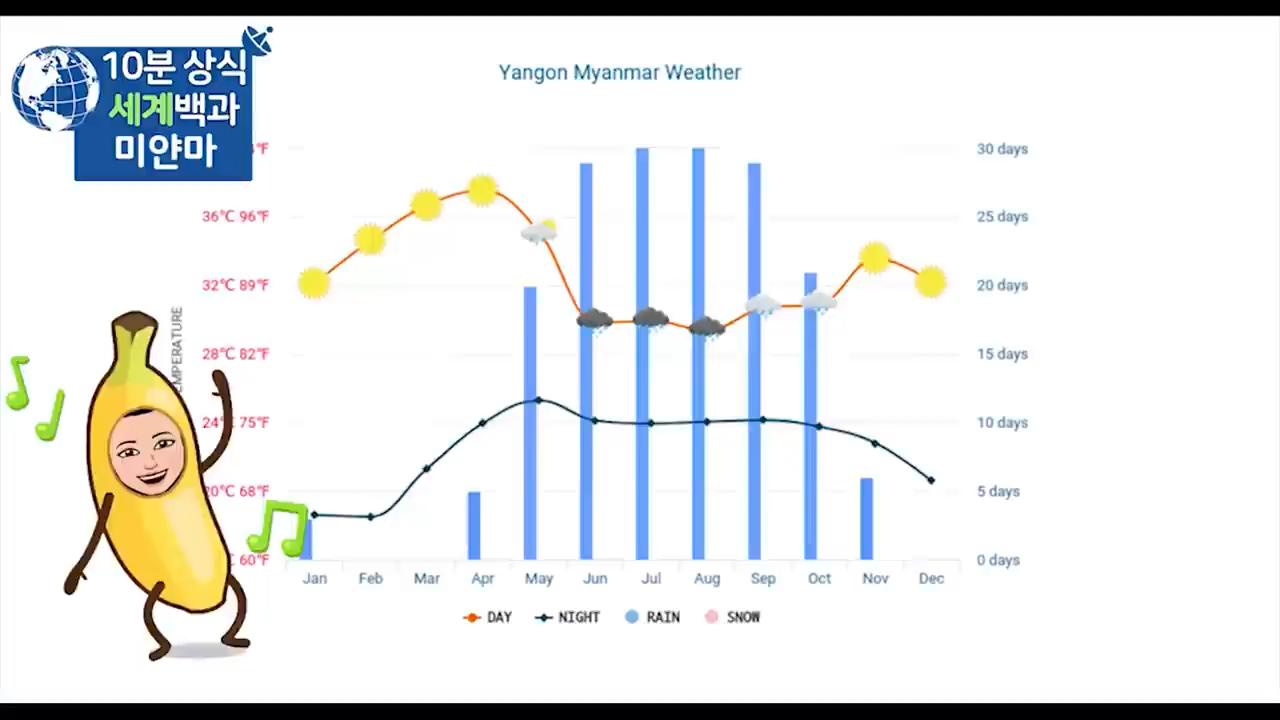 10분 상식
세계백과
미얀마
Yangon Myanmar Weather
°F
30 days
36°C 96°F
25 days
32°C 89°F
20 days
28°C 82°F
15 days
24° 75°F
10 days
20°C 68°F
5 days
60°F
0 days
Jan Feb Mar Apr May Jun Jul Aug Sep Oct Nov Dec
DAY NIGHT RAIN SNOW